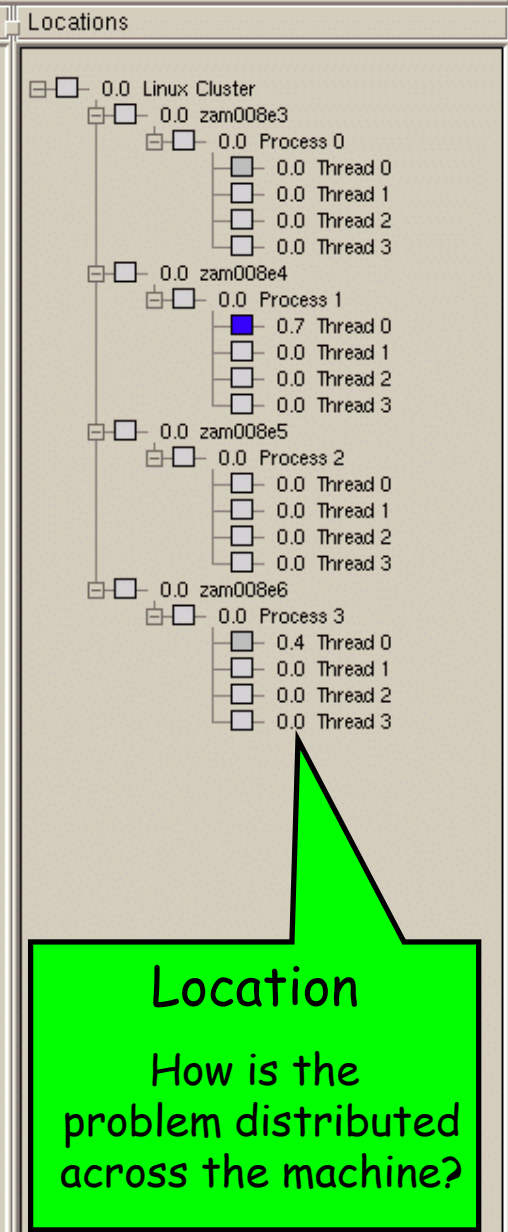 Locations
0.0 Linux Cluster
0.0 zam008e3
0.0 Process 0
0.0 Thread 0
0.0 Thread 1
0.0 Thread 2
0.0 Thread 3
0.0 zam008e4
0.0 Process 1
0.7 Thread 0
0.0 Thread 1
0.0 Thread 2
0.0 Thread 3
0.0 zam008e5
0.0 Process 2
0.0 Thread 0
0.0 Thread 1
0.0 Thread 2
0.0 Thread 3
0.0 zam008e6
0.0 Process 3
0.4 Thread 0
0.0 Thread 1
0.0 Thread 2
0.0 Thread 3
Location
How is the
problem distributed
across the machine?